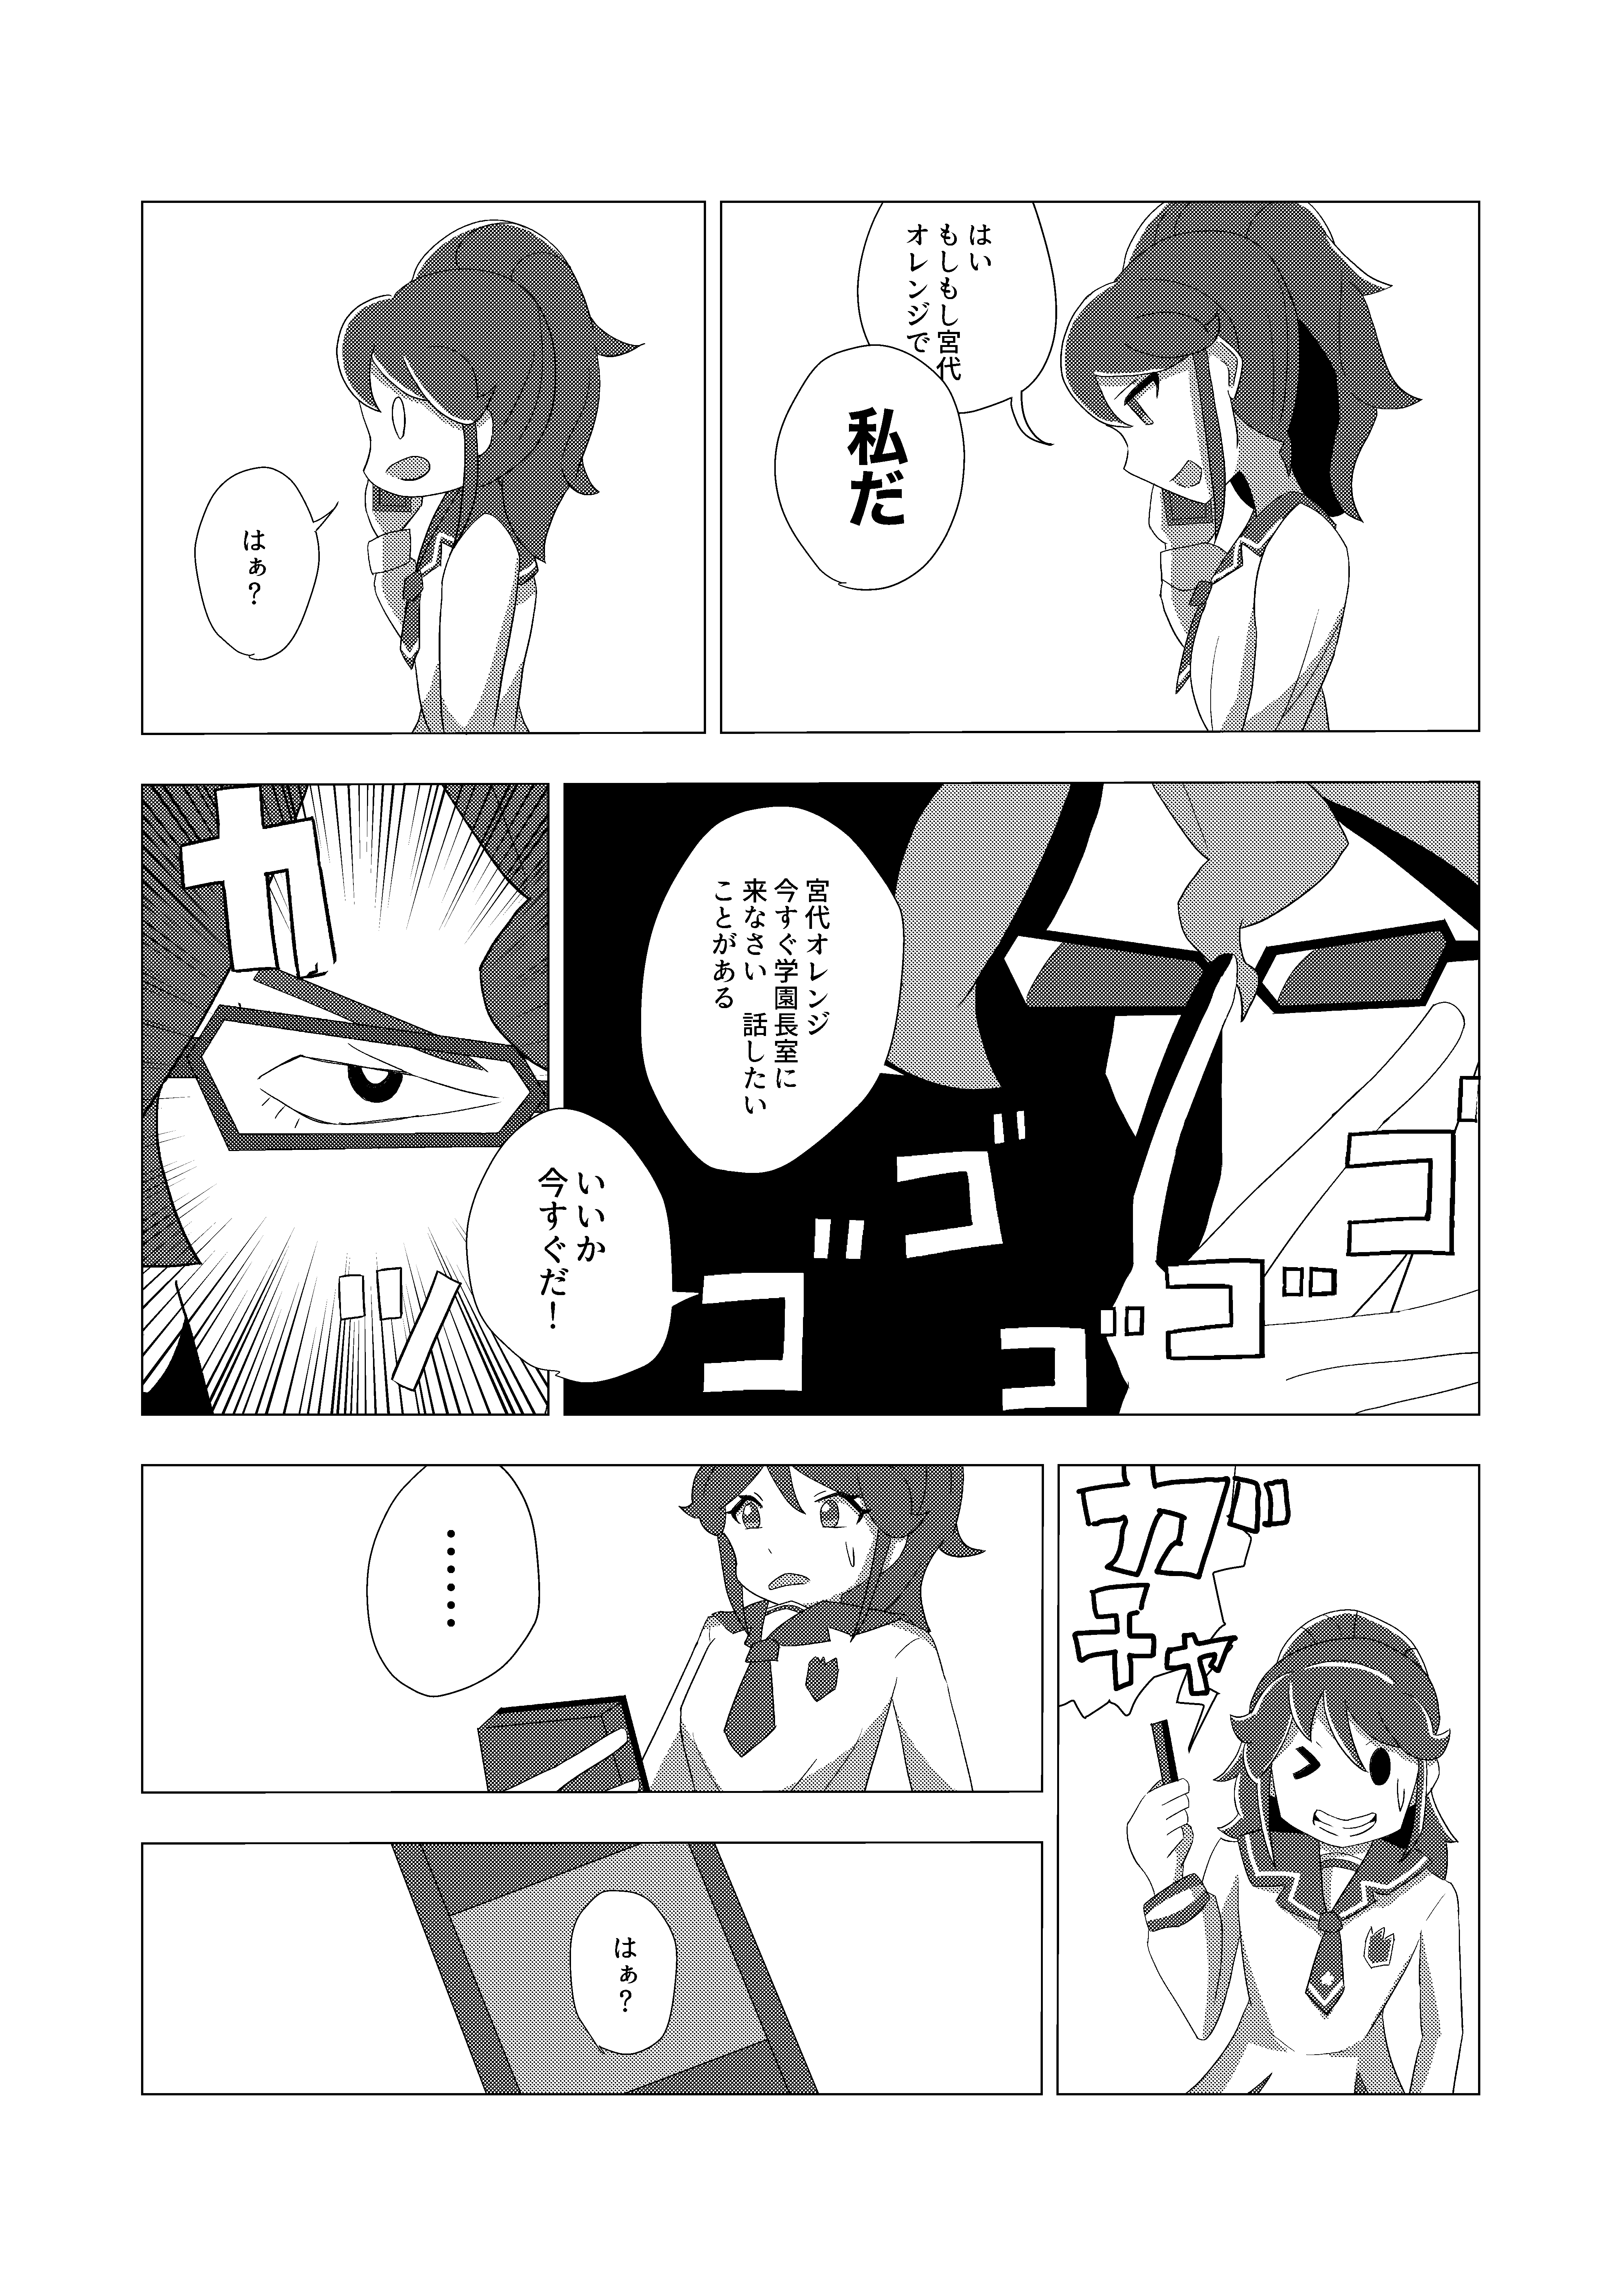 はい
もしもし宮代
オレンジで
私だ
はぁ？
宮代オレンジ
今すぐ学園長室に
来なさい　話したい
ことがある
ゴゴゴゴゴ
いいか
今すぐだ！
カッ
ガチャ
……
はぁ？